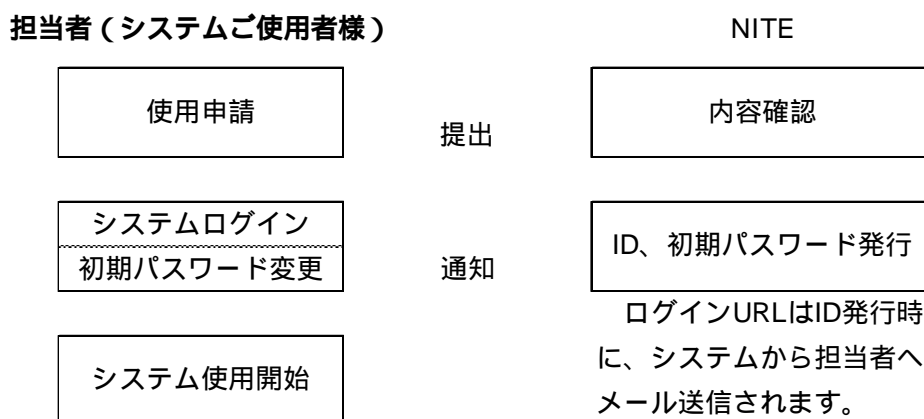 担当者（システムご使用者様）
NITE
使用申請
提出
内容確認
システムログイン
初期パスワード変更
通知
ID、初期パスワード発行
ログインURLはID発行時
に、システムから担当者へ
メール送信されます。
システム使用開始